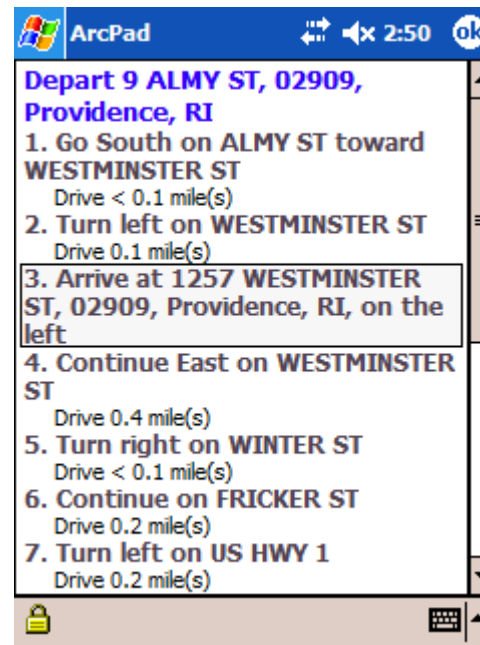 ArcPad 2:50 ok
Depart 9 ALMY ST, 02909,
Providence, RI
1. Go South on ALMY ST toward
WESTMINSTER ST
Drive < 0.1 mile(s)
2. Turn left on WESTMINSTER ST
Drive 0.1 mile(s)
3. Arrive at 1257 WESTMINSTER
ST, 02909, Providence, RI, on the
left
4. Continue East on WESTMINSTER
ST
Drive 0.4 mile(s)
5. Turn right on WINTER ST
Drive < 0.1 mile(s)
6. Continue on FRICKER ST
Drive 0.2 mile(s)
7. Turn left on US HWY 1
Drive 0.2 mile(s)